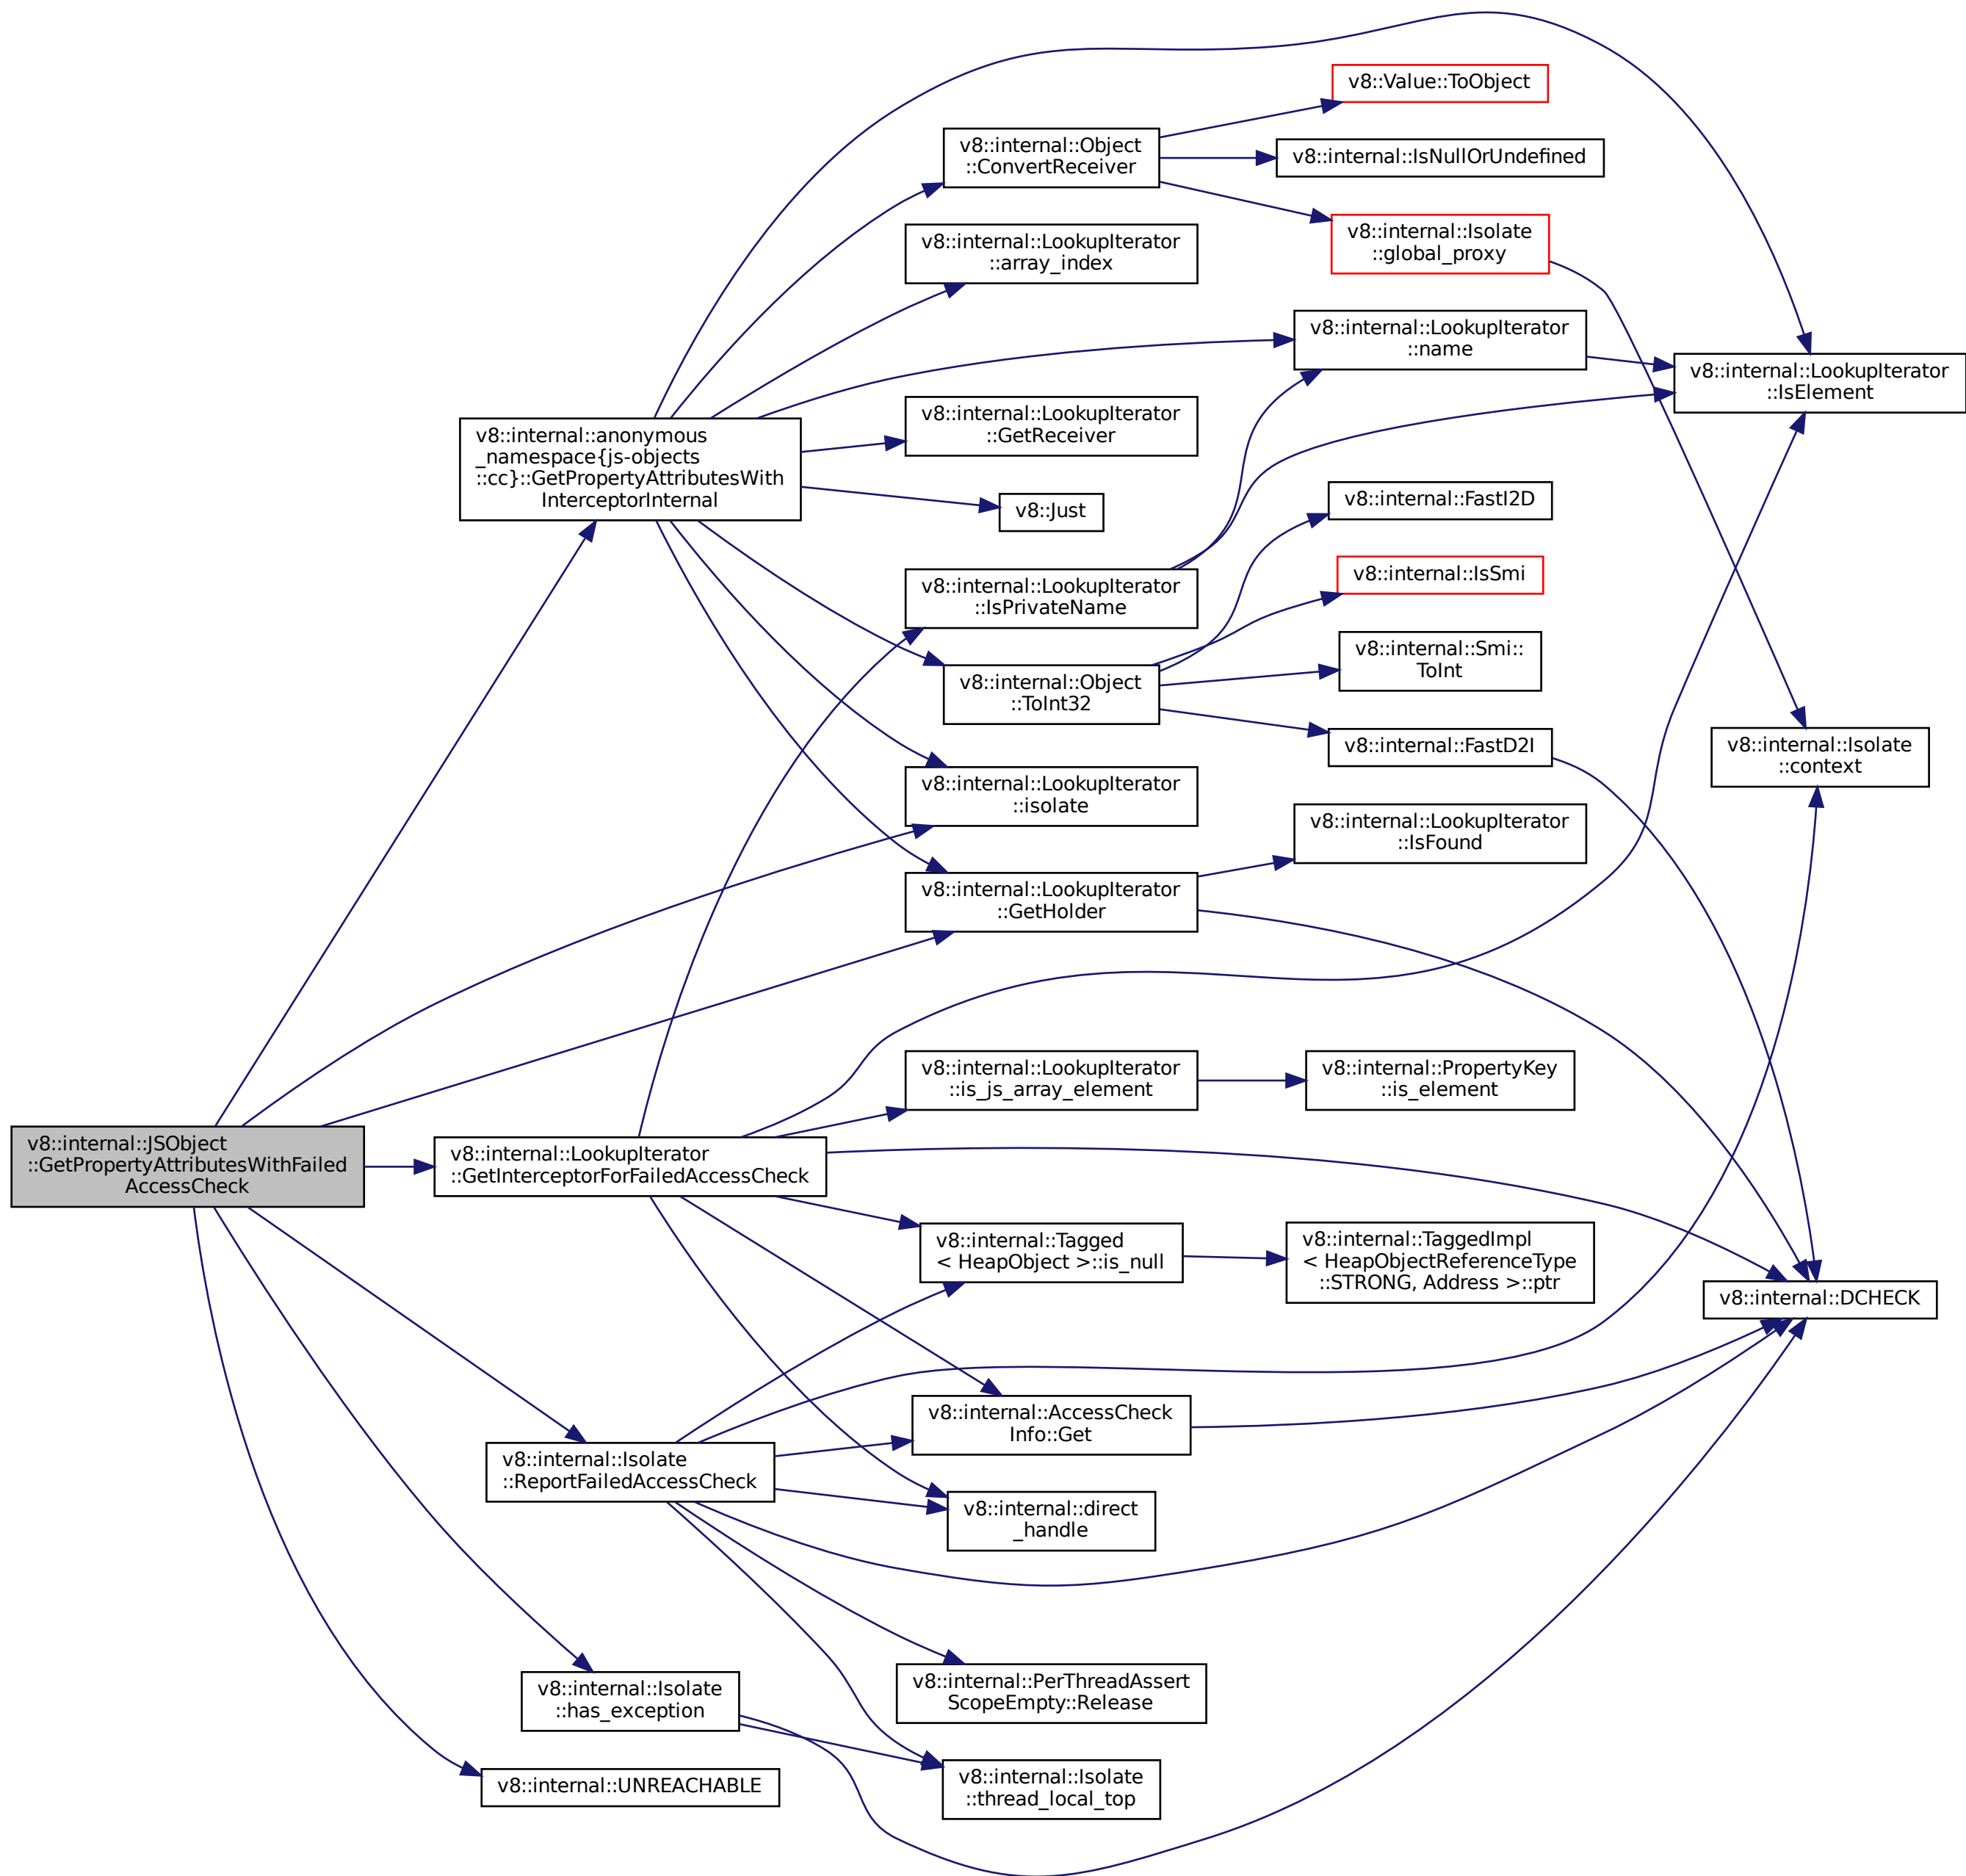 v8::Value::ToObject
v8::internal::Object
::ConvertReceiver
v8::internal::IsNullOrUndefined
v8::internal::LookupIterator
::array_index
v8::internal::Isolate
::global_proxy
v8::internal::LookupIterator
::name
v8::internal::LookupIterator
::IsElement
v8::internal::anonymous
_namespace{js-objects
::cc}::GetPropertyAttributesWith
InterceptorInternal
v8::internal::LookupIterator
::GetReceiver
v8::Just
v8::internal::FastI2D
v8::internal::LookupIterator
::IsPrivateName
v8::internal::IsSmi
v8::internal::Smi::
ToInt
v8::internal::Object
::ToInt32
v8::internal::FastD2I
v8::internal::Isolate
::context
v8::internal::LookupIterator
::isolate
v8::internal::LookupIterator
::IsFound
v8::internal::LookupIterator
::GetHolder
v8::internal::LookupIterator
::is_js_array_element
v8::internal::PropertyKey
::is_element
v8::internal::JSObject
::GetPropertyAttributesWithFailed
AccessCheck
v8::internal::LookupIterator
::GetInterceptorForFailedAccessCheck
v8::internal::Tagged
< HeapObject >::is_null
v8::internal::TaggedImpl
< HeapObjectReferenceType
::STRONG, Address >::ptr
v8::internal::DCHECK
v8::internal::AccessCheck
Info::Get
v8::internal::Isolate
::ReportFailedAccessCheck
v8::internal::direct
_handle
v8::internal::PerThreadAssert
ScopeEmpty::Release
v8::internal::Isolate
::has_exception
v8::internal::UNREACHABLE
v8::internal::Isolate
::thread_local_top